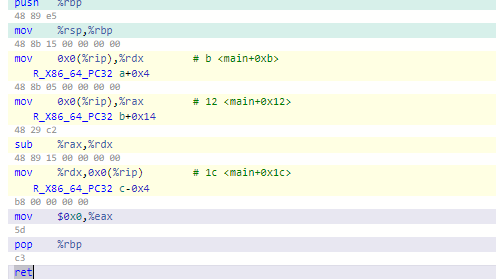 push %rbp
48 89 e5
mov %rsp,%rbp
48 8b 15 00 00 00 00
mov 0x0(%rip),%rdx # b <main+0xb>
R_X86_64_PC32 a+0x4
48 8b 05 00 00 00 00
mov 0x0(%rip),%rax # 12 <main+0x12>
R_X86_64_PC32 b+0x14
48 29 c2
sub %rax,%rdx
48 89 15 00 00 00 00
mov %rdx,0x0(%rip) # 1c <main+0x1c>
R_X86_64_PC32 c-0x4
b8 00 00 00 00
mov $0x0,%eax
5d
pop %rbp
c3
ret